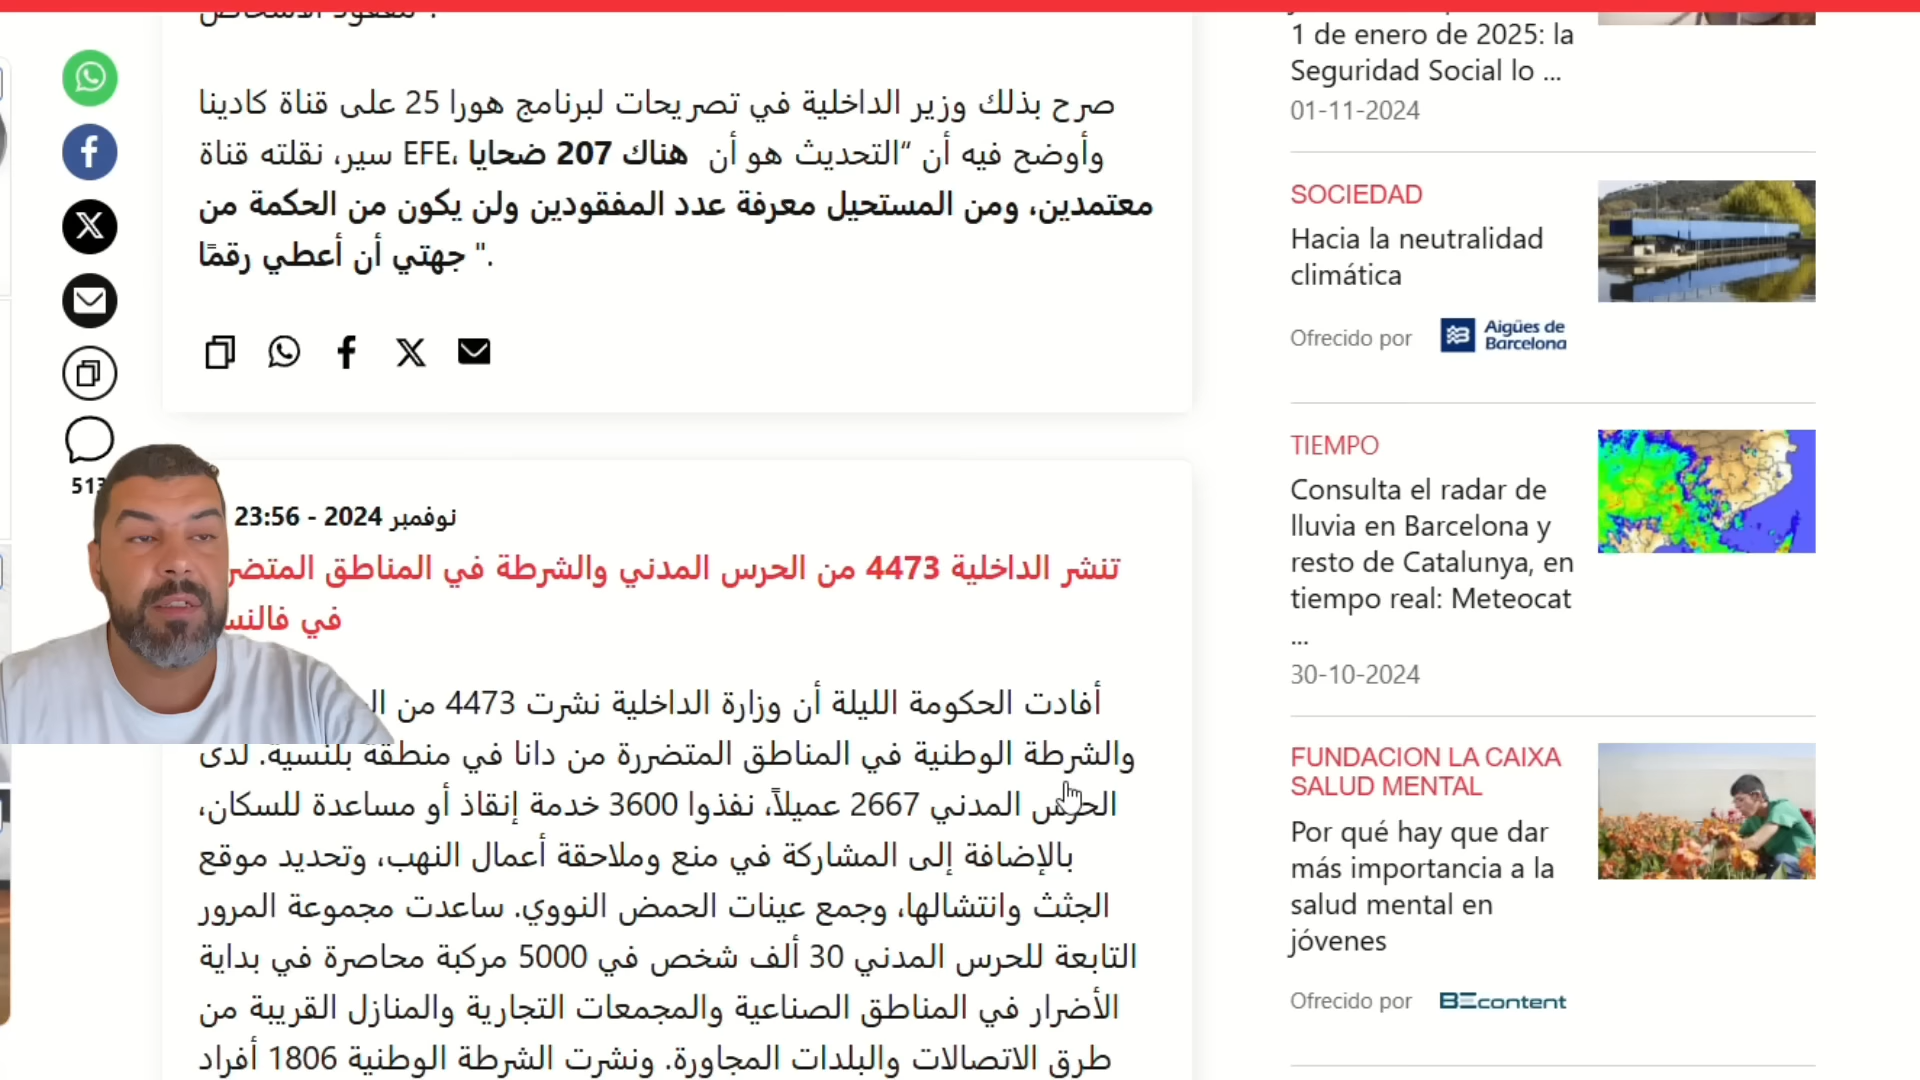 صرح بذلك وزير الداخلية في تصريحات لبرنامج هورا 25 على قناة كادينا
سير، نقلته قناة EFE، وأوضح فيه أن “التحديث هو أن هناك 207 ضحايا
معتمدين، ومن المستحيل معرفة عدد المفقودين ولن يكون من الحكمة من
جهتي أن أعطي رقمًا ".
513
نوفمبر 2024 - 23:56
تنشر الداخلية 4473 من الحرس المدني والشرطة في المناطق
في
أفادت الحكومة الليلة أن وزارة الداخلية نشرت 4473 من
والشرطة الوطنية في المناطق المتضررة من دانا في منطقة بلنسية. لدى
الحرس المدني 2667 عميلاً، نفذوا 3600 خدمة إنقاذ أو مساعدة للسكان،
بالإضافة إلى المشاركة في منع وملاحقة أعمال النهب، وتحديد موقع
الجثث وانتشالها، وجمع عينات الحمض النووي. ساعدت مجموعة المرور
التابعة للحرس المدني 30 ألف شخص في 5000 مركبة محاصرة في بداية
الأضرار في المناطق الصناعية والمجمعات التجارية والمنازل القريبة من
طرق الاتصالات والبلدات المجاورة. ونشرت الشرطة الوطنية 1806 أفراد
1 de enero de 2025: la
Seguridad Social lo ...
01-11-2024
SOCIEDAD
Hacia la neutralidad
climática
Ofrecido por
Aigües de
Barcelona
TIEMPO
Consulta el radar de
lluvia en Barcelona y
resto de Catalunya, en
tiempo real: Meteocat
...
30-10-2024
FUNDACION LA CAIXA
SALUD MENTAL
Por qué hay que dar
más importancia a la
salud mental en
jóvenes
Ofrecido por
BEcontent